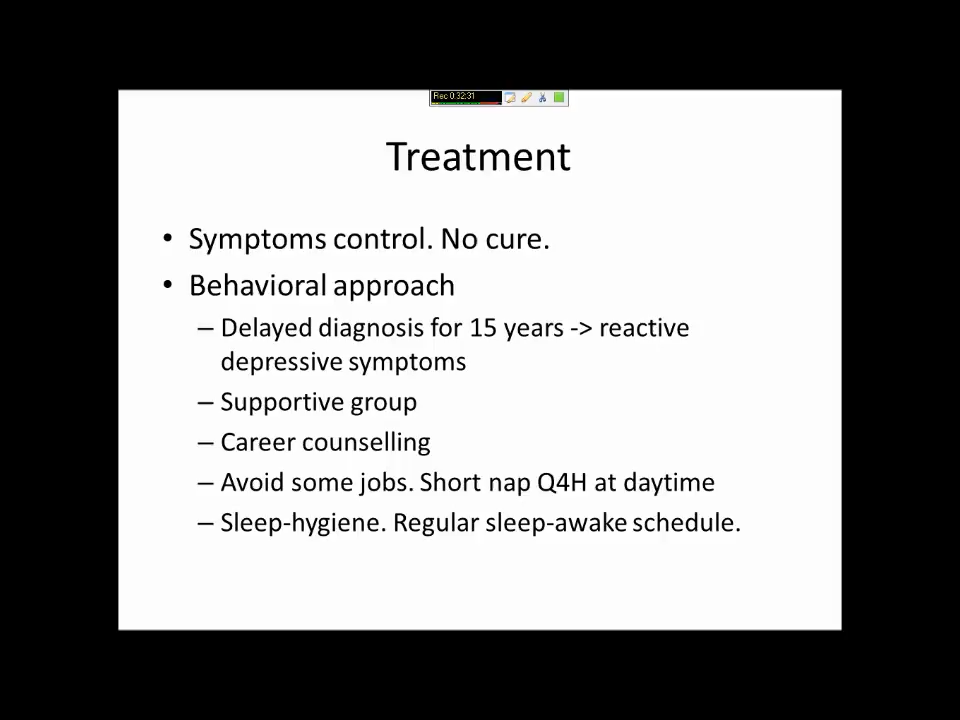 Rec 0:32:31
Treatment
• Symptoms control. No cure.
• Behavioral approach
– Delayed diagnosis for 15 years -> reactive
depressive symptoms
– Supportive group
– Career counselling
– Avoid some jobs. Short nap Q4H at daytime
– Sleep-hygiene. Regular sleep-awake schedule.